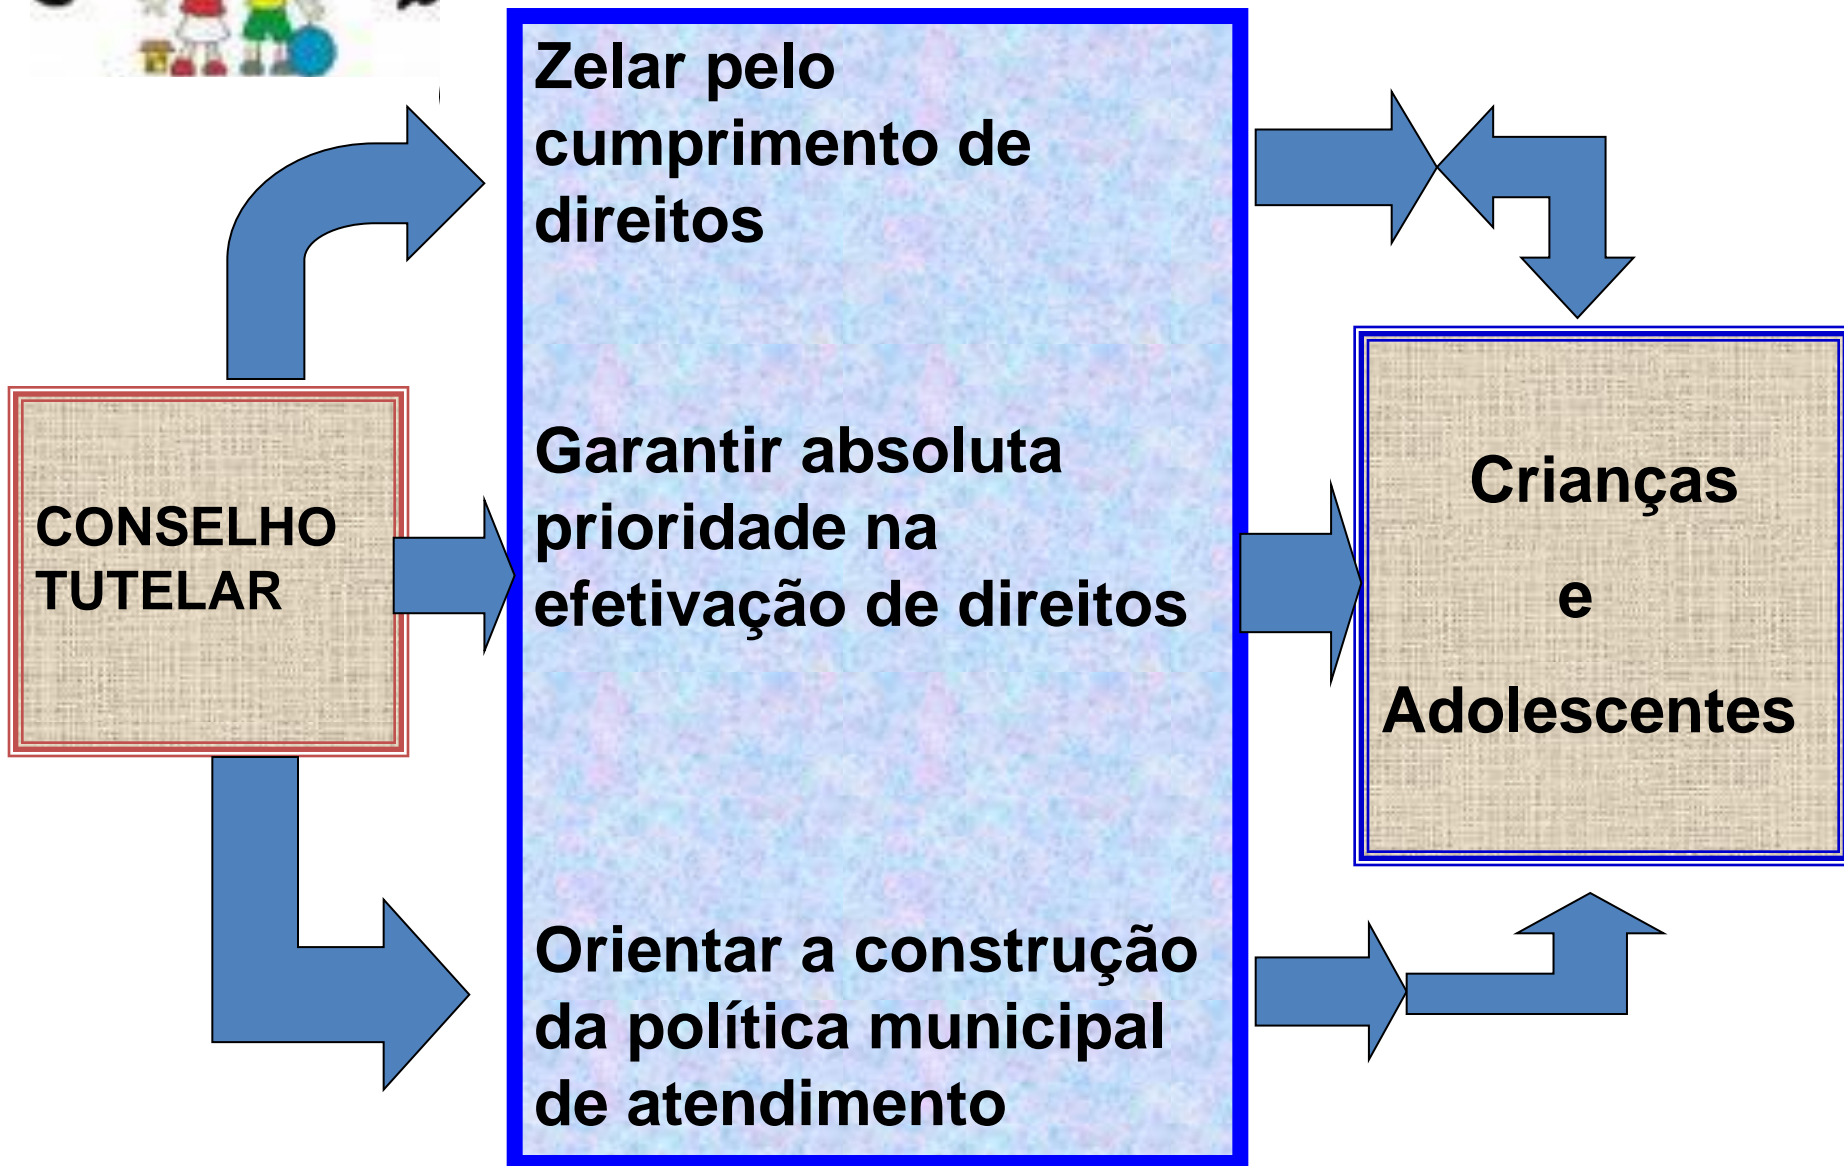 CONSELHO
TUTELAR
Zelar pelo
cumprimento de
direitos
Garantir absoluta
prioridade na
efetivação de direitos
Orientar a construção
da política municipal
de atendimento
Crianças
e
Adolescentes